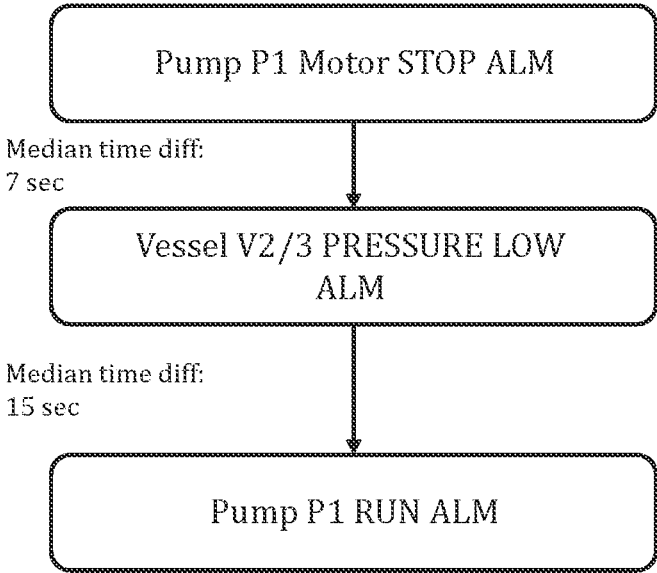 Pump P1 Motor STOP ALM
Median time diff:
7 sec
Vessel V2/3 PRESSURE LOW
ALM
Median time diff:
15 sec
Pump P1 RUN ALM